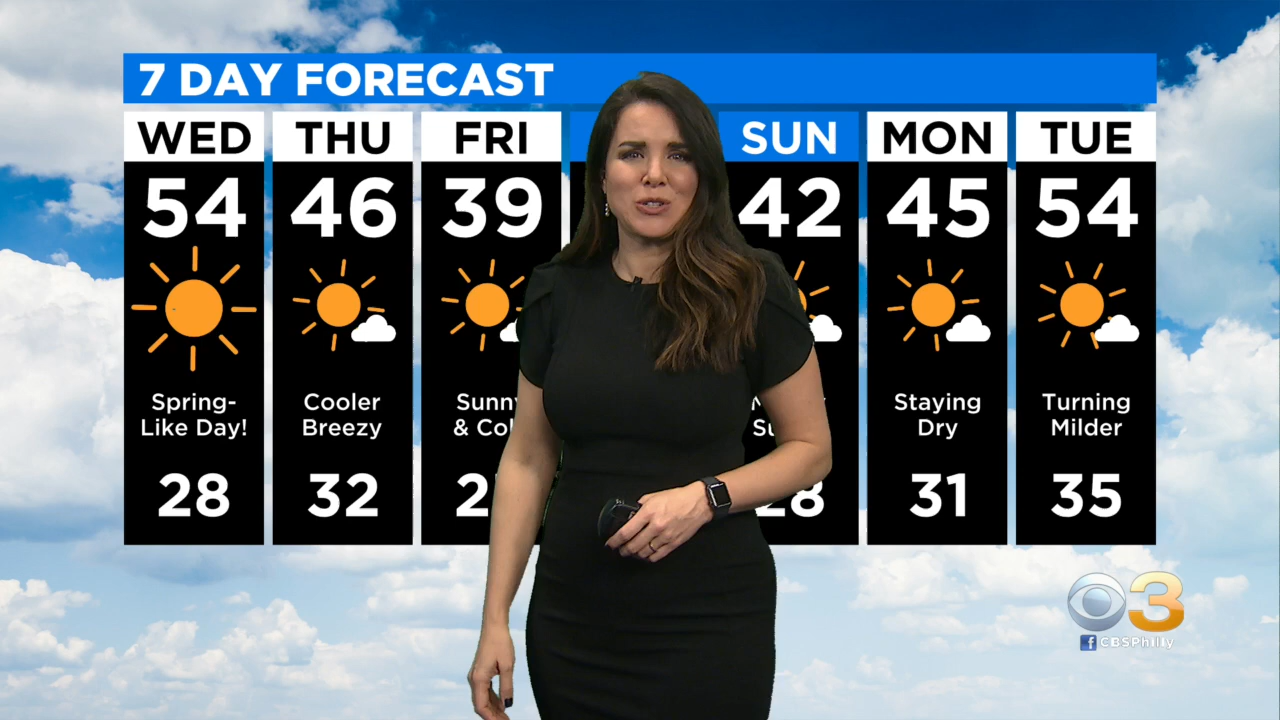 7 DAY FORECAST
WED THU FRI SUN MON TUE
54 46 39 42 45 54
Spring- Cooler Staying Turning
Like Day! Breezy & Dry Milder
28 32 31 35
3
CBSPhilly